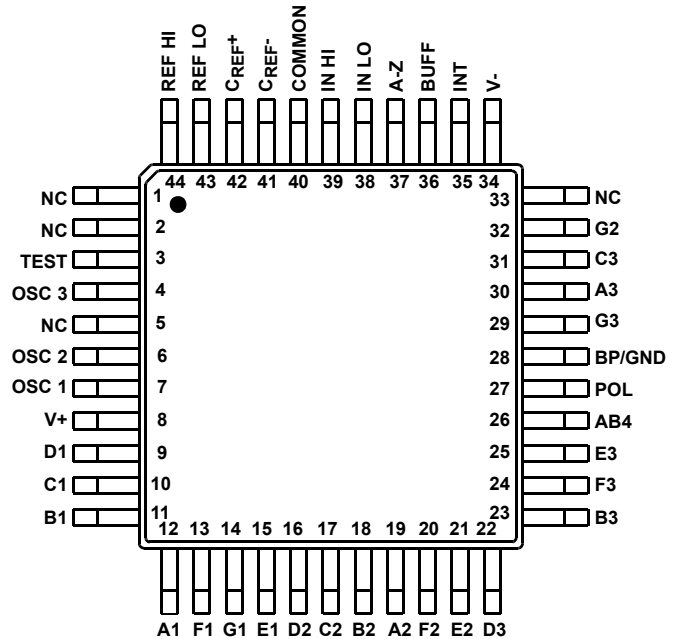 REF HI
REF LO
CREF+
CREF-
COMMON
IN HI
IN LO
A-Z
BUFF
INT
V-
44 43 42 41 40 39 38 37 36 35 34
NC 1
NC 2
TEST 3
OSC 3 4
NC 5
OSC 2 6
OSC 1 7
V+ 8
D1 9
C1 10
B1 11
33 NC
32 G2
31 C3
30 A3
29 G3
28 BP/GND
27 POL
26 AB4
25 E3
24 F3
23 B3
12 13 14 15 16 17 18 19 20 21 22
A1 F1 G1 E1 D2 C2 B2 A2 F2 E2 D3